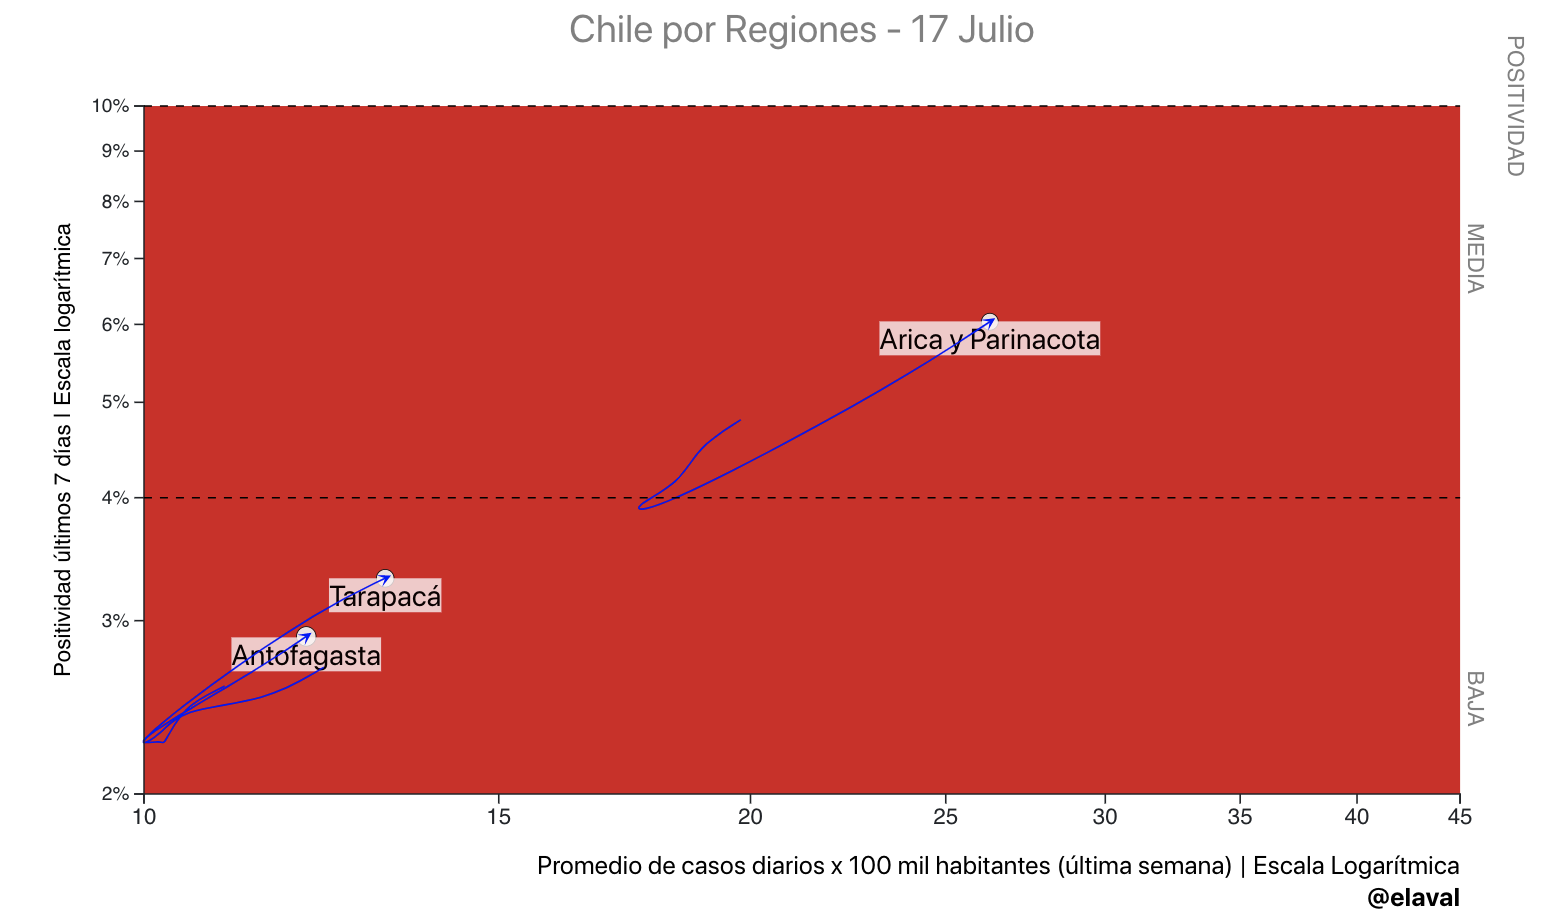 Chile por Regiones - 17 Julio
POSITIVIDAD
10%
9%
8%
7%
6%
5%
4%
3%
2%
Positividad últimos 7 días I Escala logarítmica
MEDIA
BAJA
Arica y Parinacota
Tarapacá
Antofagasta
10 15 20 25 30 35 40 45
Promedio de casos diarios x 100 mil habitantes (última semana) | Escala Logarítmica
@elaval